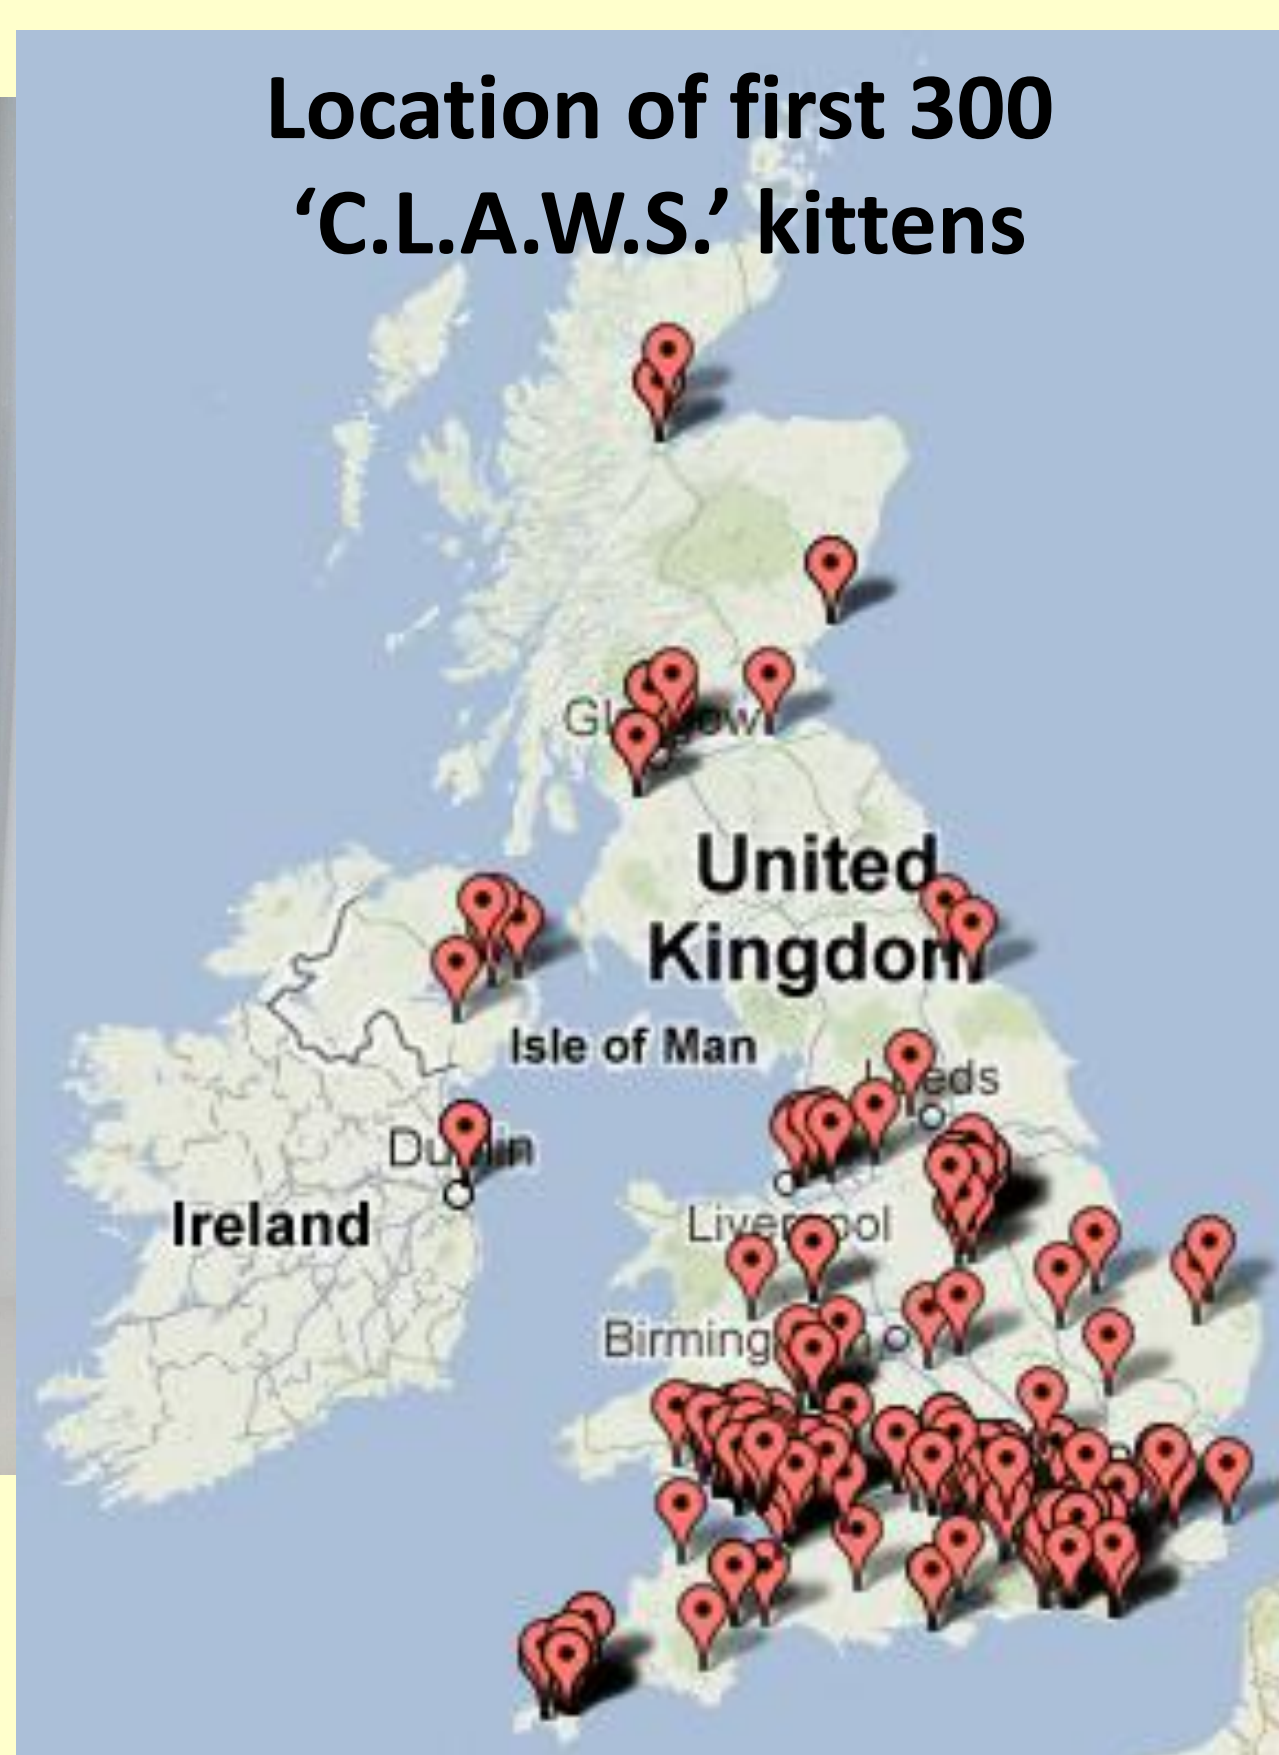 Location of first 300
‘C.L.A.W.S.’ kittens
United
Kingdom
Isle of Man
Ireland